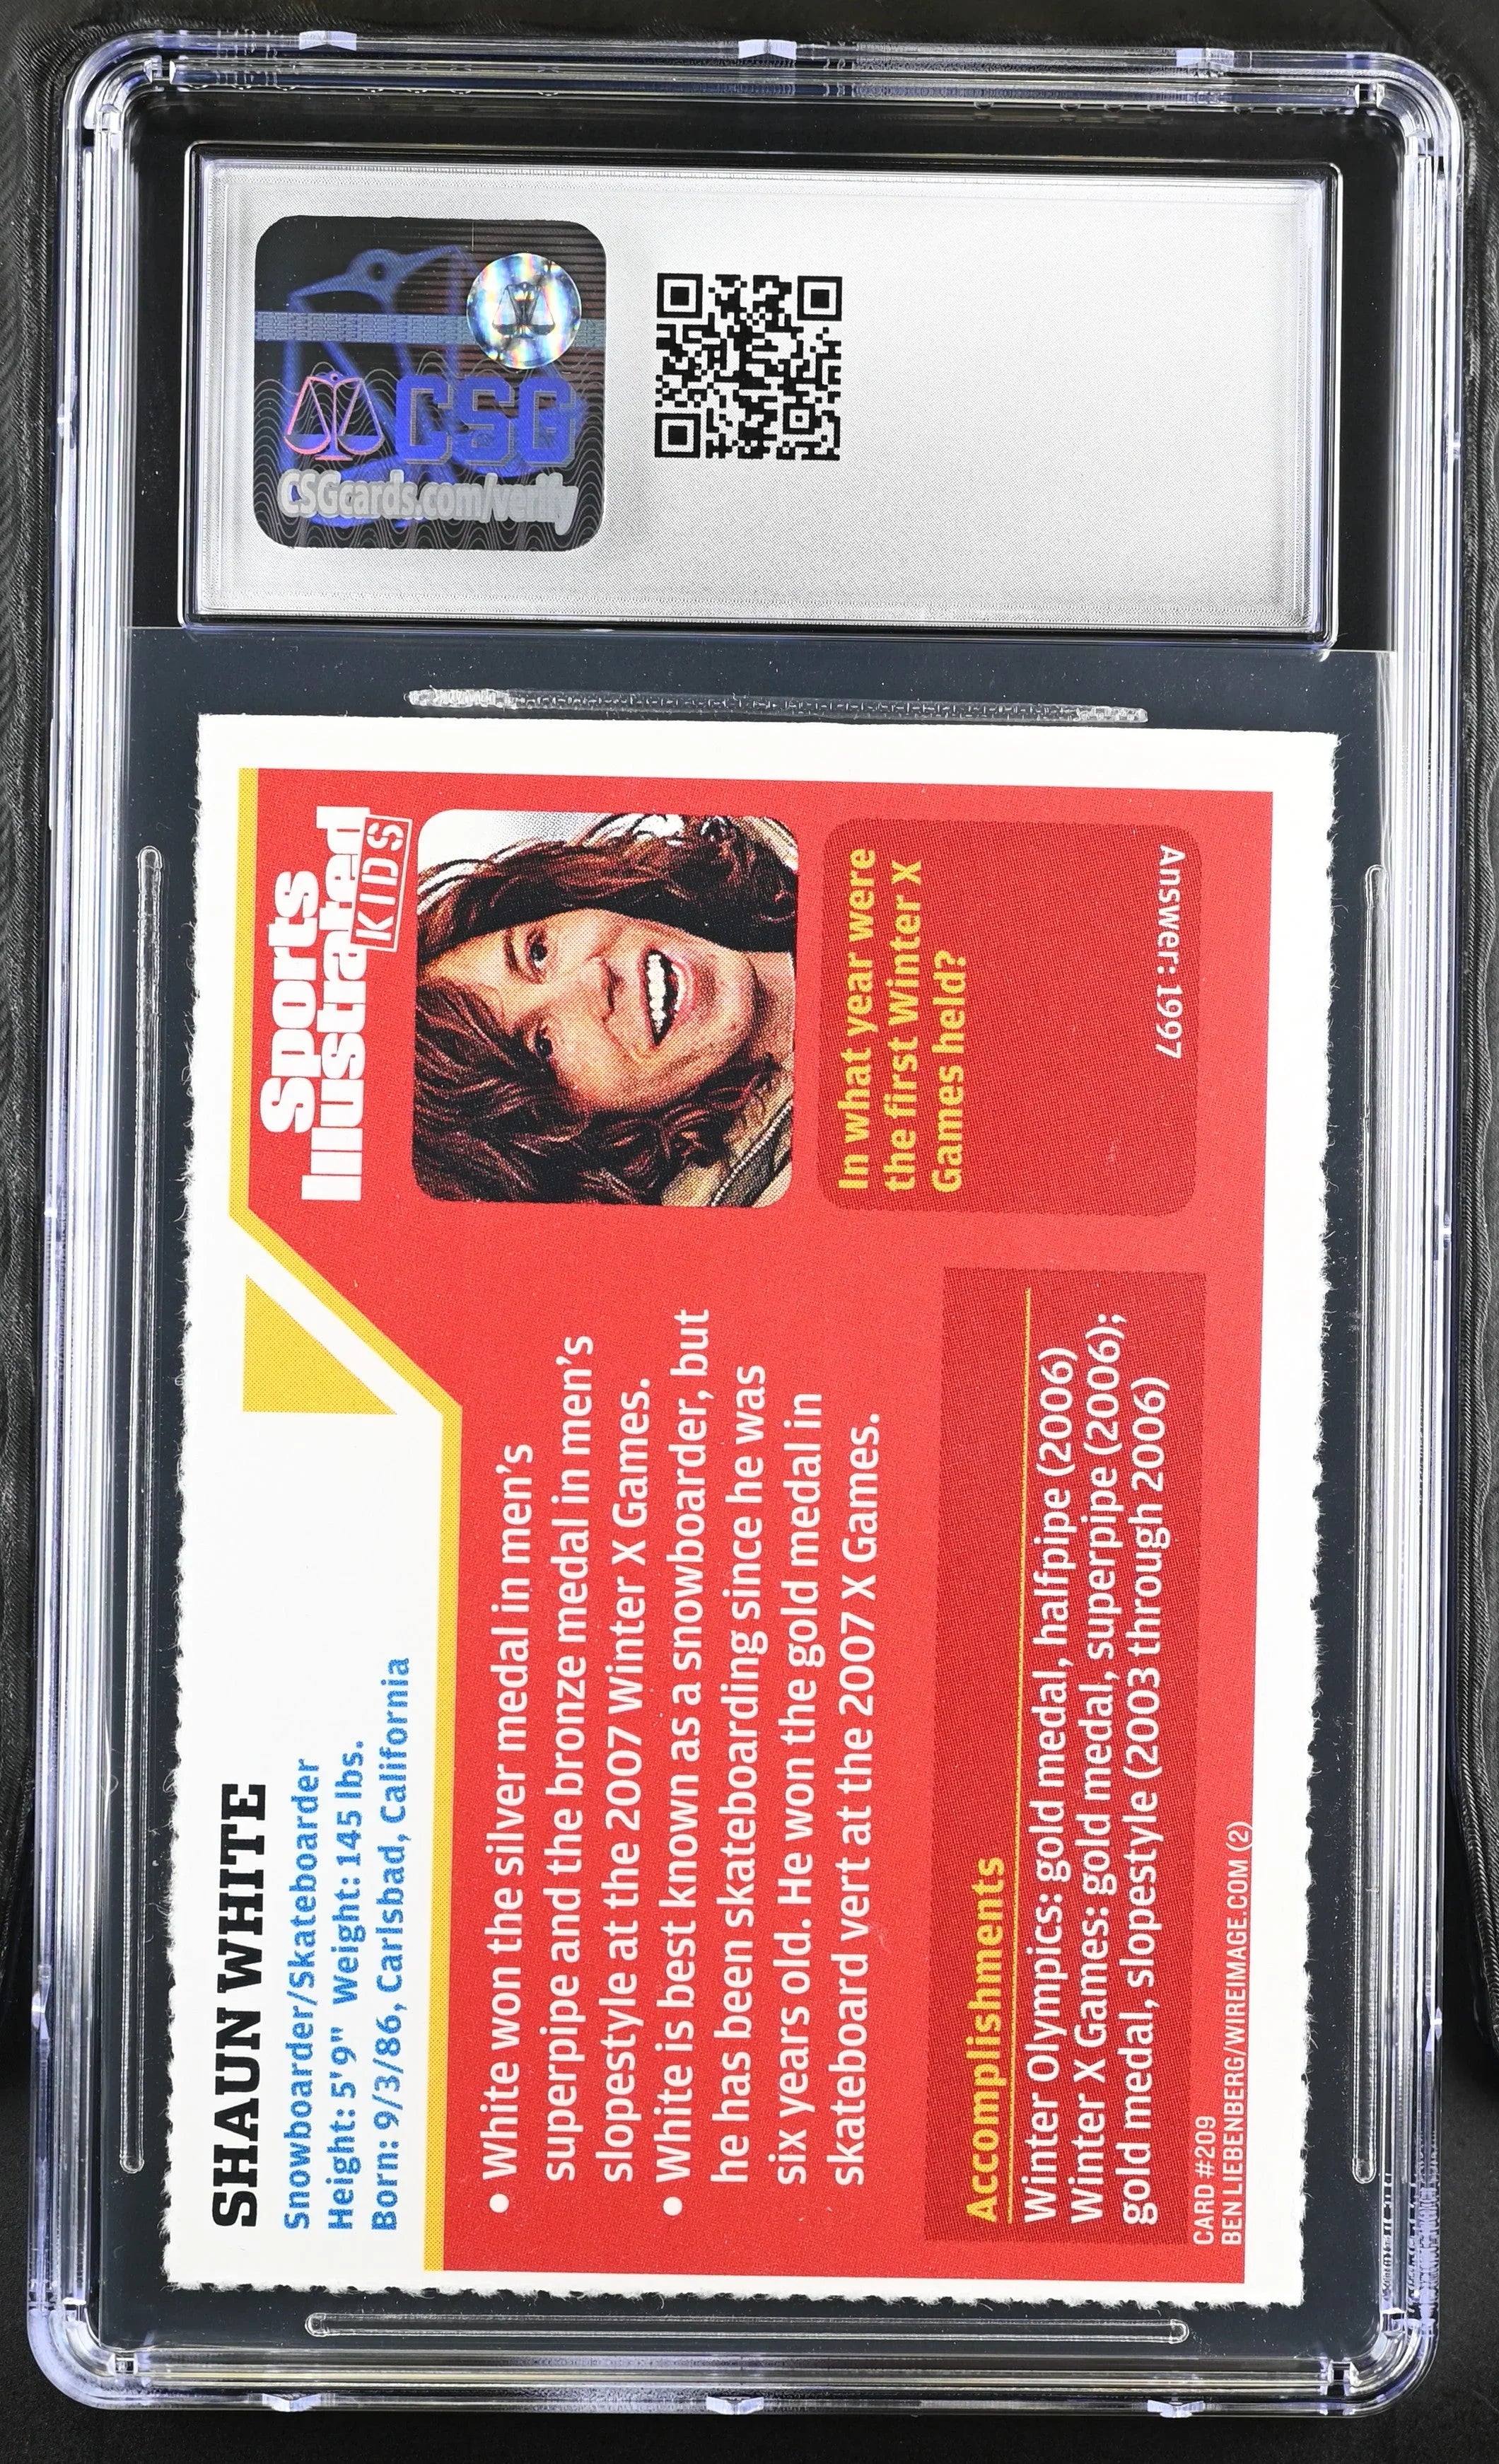 CSG
CSGcards.com/verify
SHAUN WHITE
Snowboarder/Skateboarder
Height: 5'9" Weight: 145 lbs.
Born: 9/3/86, Carlsbad, California
Sports
Illustrated
KIDS
• White won the silver medal in men's
superpipe and the bronze medal in men's
slopestyle at the 2007 Winter X Games.
• White is best known as a snowboarder, but
he has been skateboarding since he was
six years old. He won the gold medal in
skateboard vert at the 2007 X Games.
In what year were
the first Winter X
Games held?
Answer: 1997
Accomplishments
Winter Olympics: gold medal, halfpipe (2006)
Winter X Games: gold medal, superpipe (2006);
gold medal, slopestyle (2003 through 2006)
CARD #209
BEN LIEBENBERG/WIREIMAGE.COM (2)